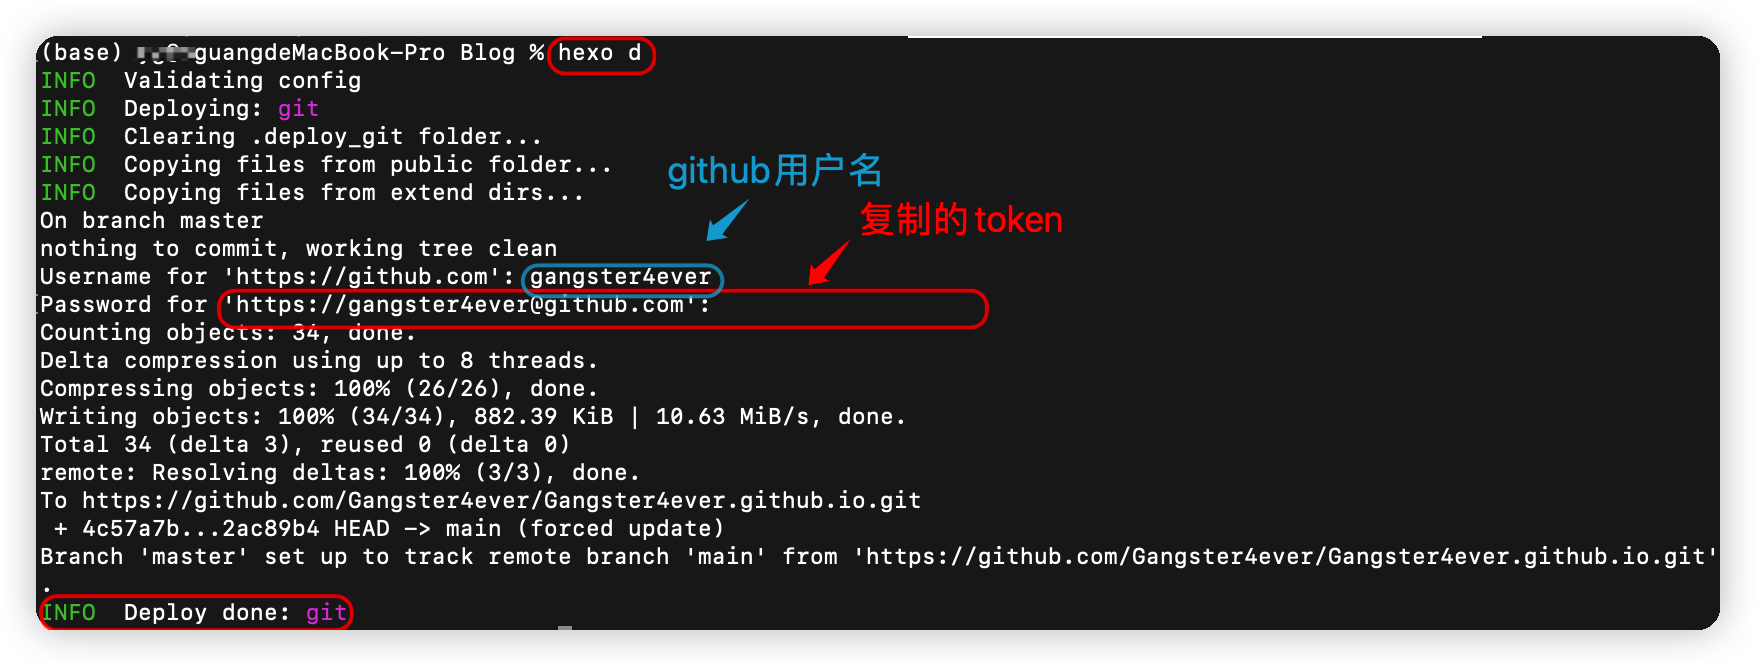 (base) guangdeMacBook-Pro Blog % hexo d
INFO  Validating config
INFO  Deploying: git
INFO  Clearing .deploy_git folder...
INFO  Copying files from public folder...
github用户名
INFO  Copying files from extend dirs...
复制的token
On branch master
nothing to commit, working tree clean
Username for 'https://github.com': gangster4ever
Password for 'https://gangster4ever@github.com':
Counting objects: 34, done.
Delta compression using up to 8 threads.
Compressing objects: 100% (26/26), done.
Writing objects: 100% (34/34), 882.39 KiB | 10.63 MiB/s, done.
Total 34 (delta 3), reused 0 (delta 0)
remote: Resolving deltas: 100% (3/3), done.
To https://github.com/Gangster4ever/Gangster4ever.github.io.git
 + 4c57a7b...2ac89b4 HEAD -> main (forced update)
Branch 'master' set up to track remote branch 'main' from 'https://github.com/Gangster4ever/Gangster4ever.github.io.git'
.
INFO  Deploy done: git